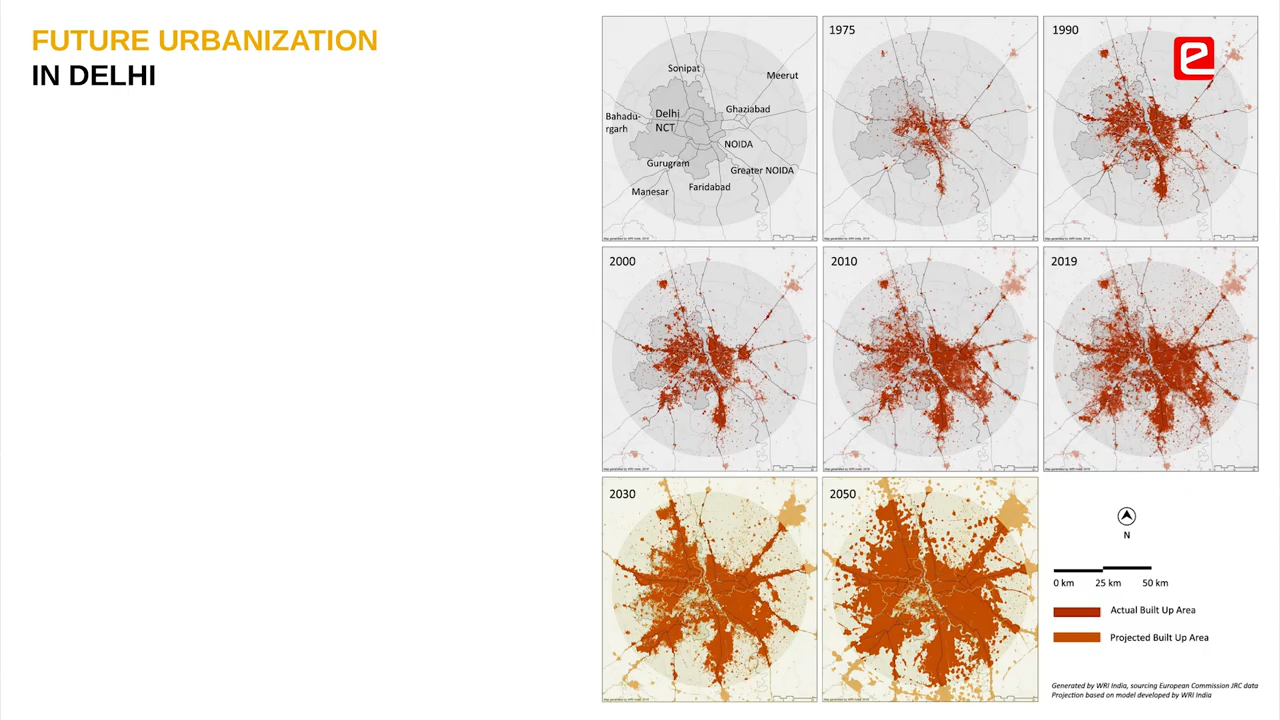 FUTURE URBANIZATION
IN DELHI
Sonipat
Meerut
Bahadu-
rgarh
Delhi
NCT
Ghaziabad
NOIDA
Gurugram
Greater NOIDA
Manesar
Faridabad
1975
1990
e
2000
2010
2019
2030
2050
N
0 km 25 km 50 km
Actual Built Up Area
Projected Built Up Area
Generated by WRI India, sourcing European Commission JRC data
Projection based on model developed by WRI India